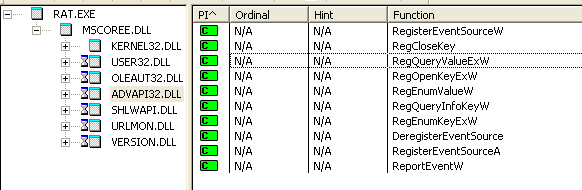 RAT.EXE
MSCOREE.DLL
KERNEL32.DLL
USER32.DLL
OLEAUT32.DLL
ADVAPI32.DLL
SHLWAPI.DLL
URLMON.DLL
VERSION.DLL
PI^ Ordinal Hint Function
C N/A N/A RegisterEventSourceW
C N/A N/A RegCloseKey
C N/A N/A RegQueryValueExW
C N/A N/A RegOpenKeyExW
C N/A N/A RegEnumValueW
C N/A N/A RegQueryInfoKeyW
C N/A N/A RegEnumKeyExW
C N/A N/A DeregisterEventSource
C N/A N/A RegisterEventSourceA
C N/A N/A ReportEventW